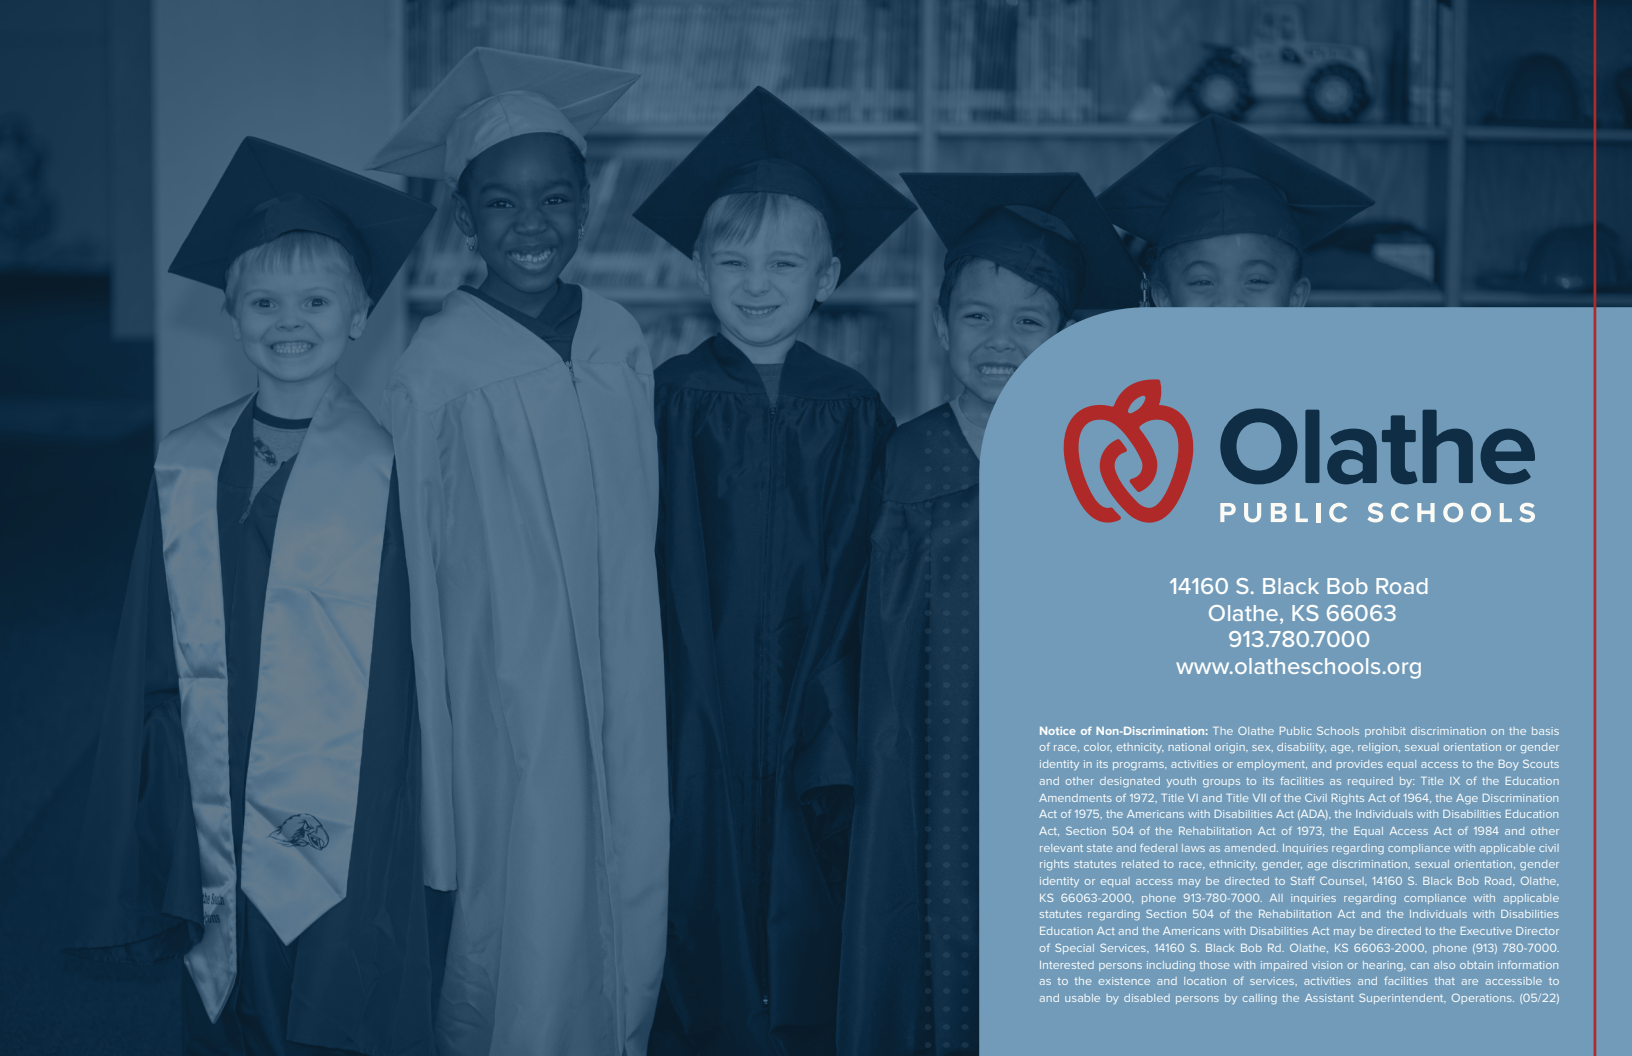 Olathe
PUBLIC SCHOOLS
14160 S. Black Bob Road
Olathe, KS 66063
913.780.7000
www.olatheschools.org
Notice of Non-Discrimination: The Olathe Public Schools prohibit discrimination on the basis
of race, color, ethnicity, national origin, sex, disability, age, religion, sexual orientation or gender
identity in its programs, activities or employment, and provides equal access to the Boy Scouts
and other designated youth groups to its facilities as required by: Title IX of the Education
Amendments of 1972, Title VI and Title VII of the Civil Rights Act of 1964, the Age Discrimination
Act of 1975, the Americans with Disabilities Act (ADA), the Individuals with Disabilities Education
Act, Section 504 of the Rehabilitation Act of 1973, the Equal Access Act of 1984 and other
relevant state and federal laws as amended. Inquiries regarding compliance with applicable civil
rights statutes related to race, ethnicity, gender, age discrimination, sexual orientation, gender
identity or equal access may be directed to Staff Counsel, 14160 S. Black Bob Road, Olathe,
KS 66063-2000, phone 913-780-7000. All inquiries regarding compliance with applicable
statutes regarding Section 504 of the Rehabilitation Act and the Individuals with Disabilities
Education Act and the Americans with Disabilities Act may be directed to the Executive Director
of Special Services, 14160 S. Black Bob Rd. Olathe, KS 66063-2000, phone (913) 780-7000.
Interested persons including those with impaired vision or hearing, can also obtain information
as to the existence and location of services, activities and facilities that are accessible to
and usable by disabled persons by calling the Assistant Superintendent, Operations. (05/22)